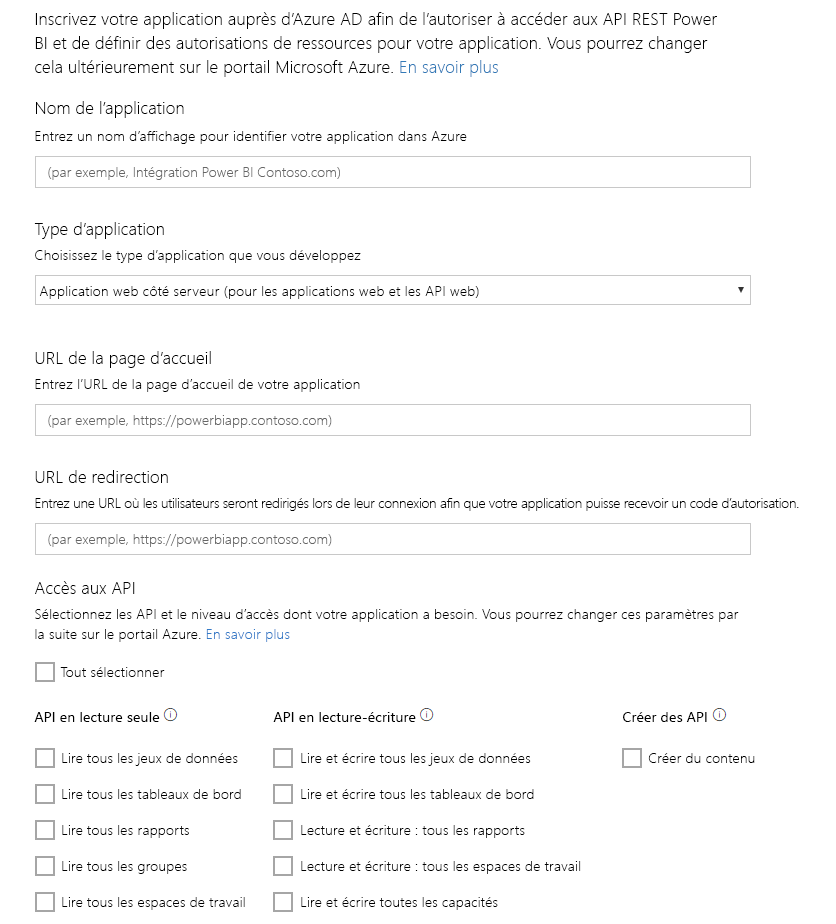 Inscrivez votre application auprès d’Azure AD afin de l’autoriser à accéder aux API REST Power
BI et de définir des autorisations de ressources pour votre application. Vous pourrez changer
cela ultérieurement sur le portail Microsoft Azure. En savoir plus
Nom de l’application
Entrez un nom d’affichage pour identifier votre application dans Azure
(par exemple, Intégration Power BI Contoso.com)
Type d’application
Choisissez le type d’application que vous développez
Application web côté serveur (pour les applications web et les API web)
URL de la page d’accueil
Entrez l’URL de la page d’accueil de votre application
(par exemple, https://powerbiapp.contoso.com)
URL de redirection
Entrez une URL où les utilisateurs seront redirigés lors de leur connexion afin que votre application puisse recevoir un code d’autorisation.
(par exemple, https://powerbiapp.contoso.com)
Accès aux API
Sélectionnez les API et le niveau d’accès dont votre application a besoin. Vous pourrez changer ces paramètres par
la suite sur le portail Azure. En savoir plus
Tout sélectionner
API en lecture seule
Lire tous les jeux de données
Lire tous les tableaux de bord
Lire tous les rapports
Lire tous les groupes
Lire tous les espaces de travail
API en lecture-écriture
Lire et écrire tous les jeux de données
Lire et écrire tous les tableaux de bord
Lecture et écriture : tous les rapports
Lecture et écriture : tous les espaces de travail
Lire et écrire toutes les capacités
Créer des API
Créer du contenu